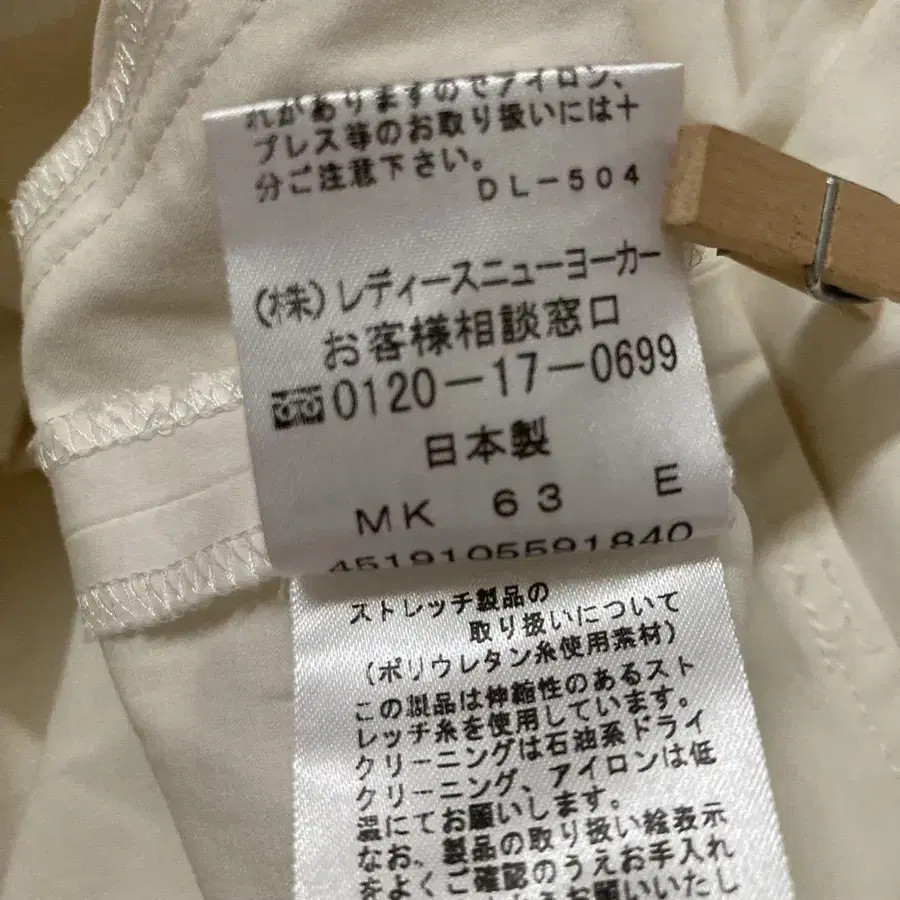 れがありますのでアイロン、
プレス等のお取り扱いには十
分ご注意下さい。
DL-504
(株)レディースニューヨーカー
お客様相談窓口
0120-17-0699
日本製
MK 63 E
4519105591840
ストレッチ製品の
取り扱いについて
(ポリウレタン糸使用素材)
この製品は伸縮性のあるスト
レッチ糸を使用しています。
クリーニングは石油系ドライ
クリーニング、アイロンは低
温にてお願いします。
なお、製品の取り扱い絵表示
をよくご確認のうえお手入れ
お願いいたし